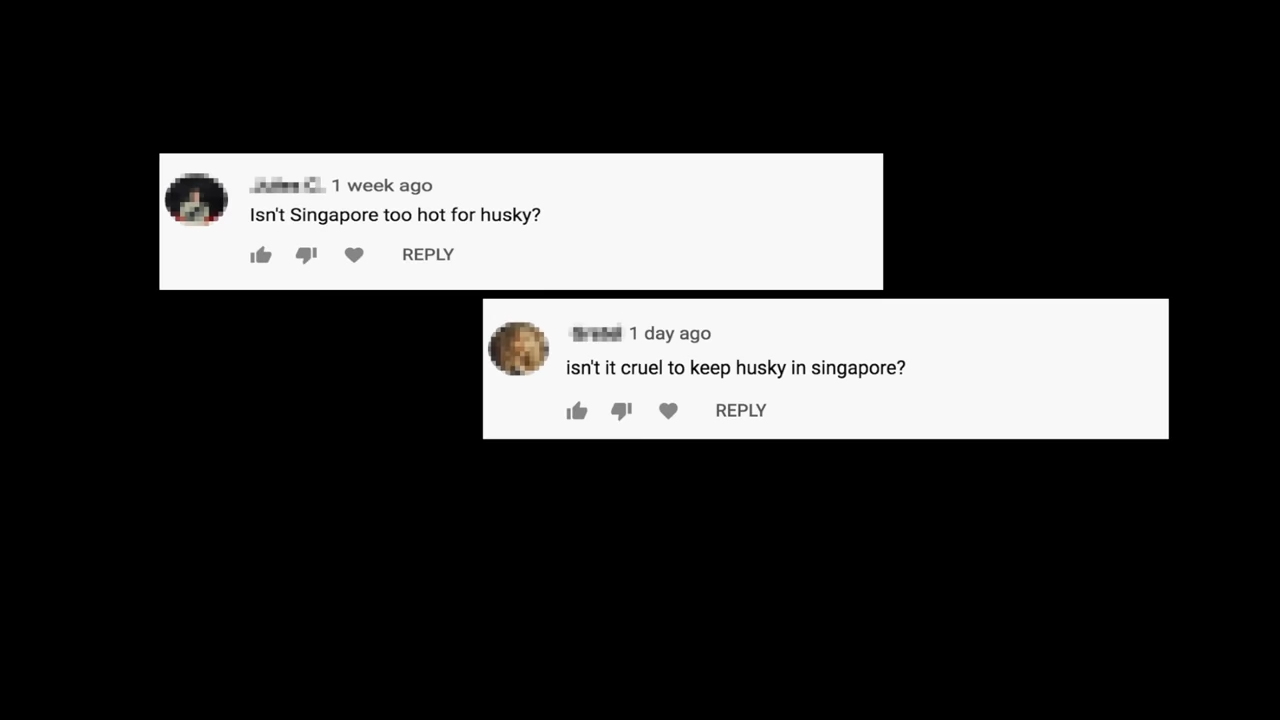 1 week ago
Isn't Singapore too hot for husky?
REPLY
1 day ago
isn't it cruel to keep husky in singapore?
REPLY